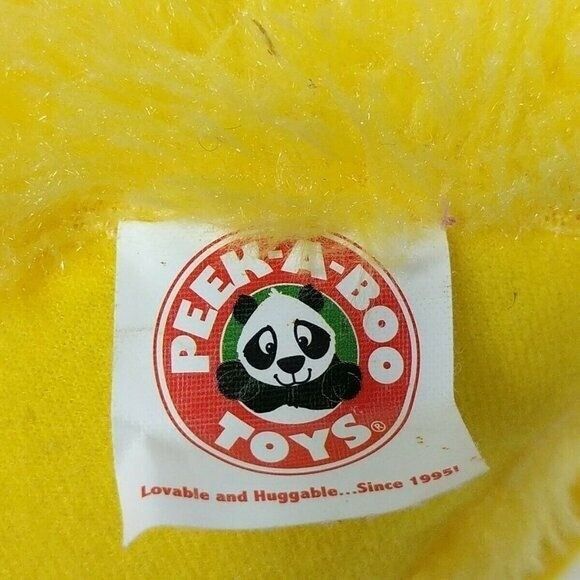 PEEK-A-BOO
TOYS®
Lovable and Huggable...Since 1995!